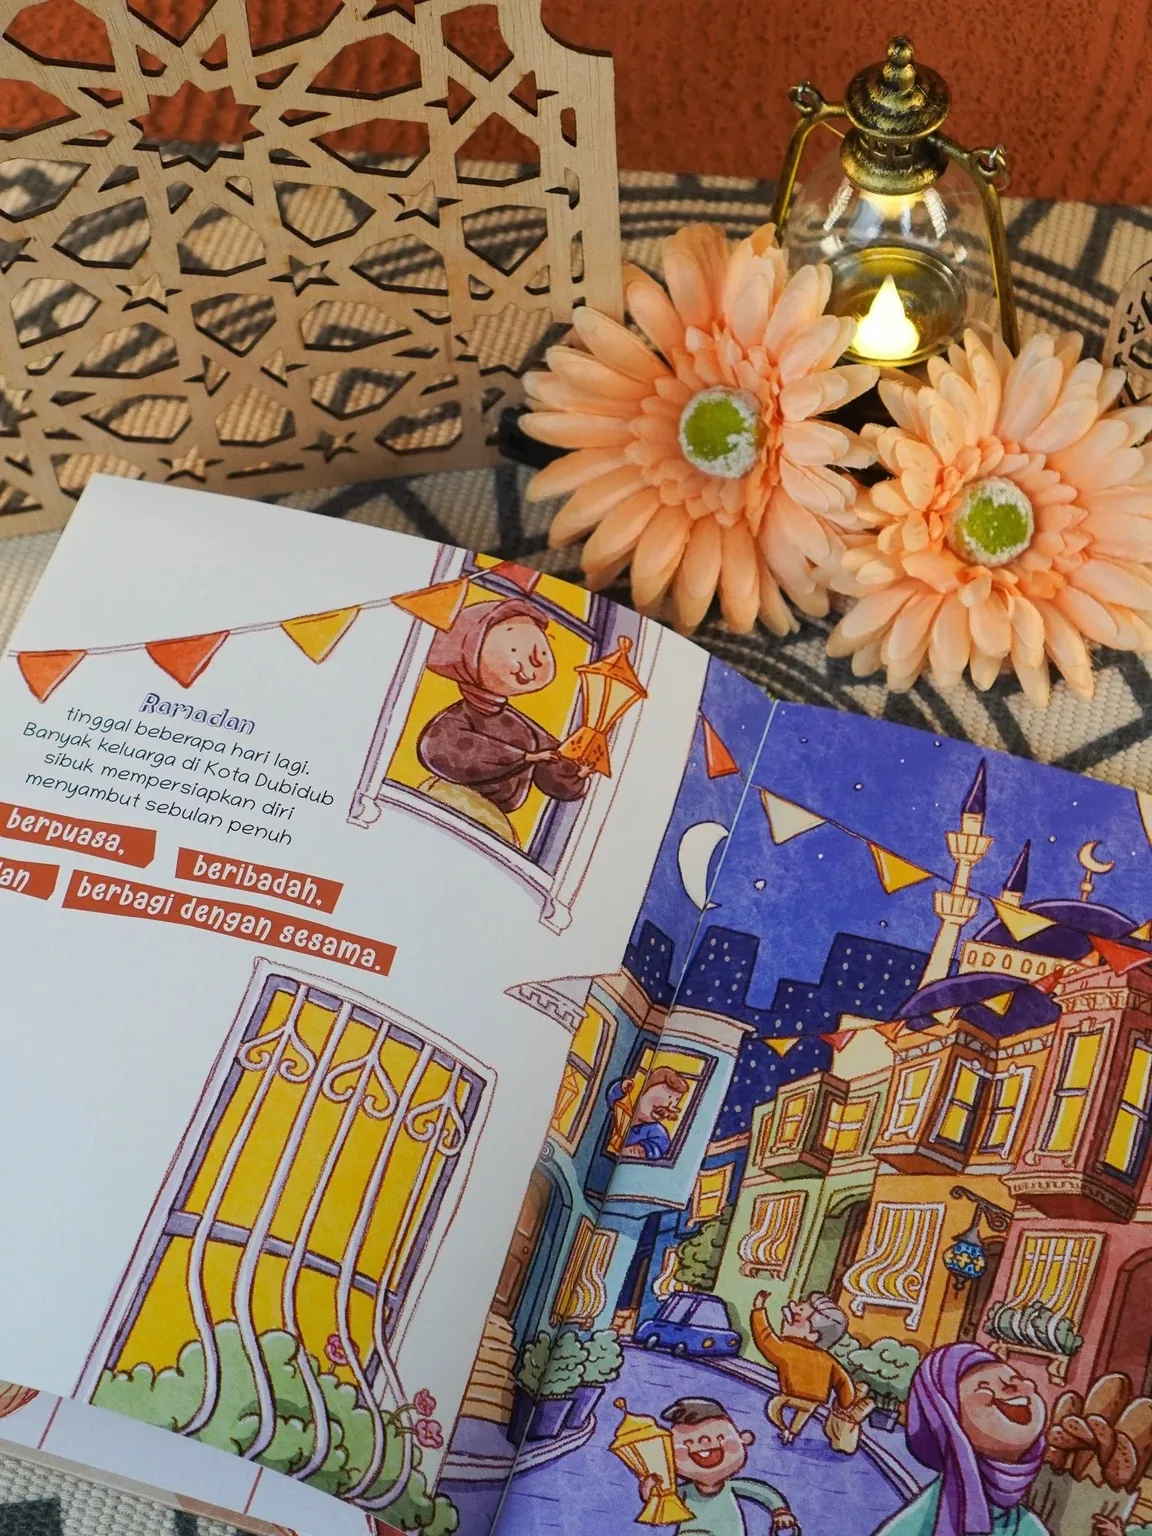 Ramadan
tinggal beberapa hari lagi.
Banyak keluarga di Kota Dubidub
sibuk mempersiapkan diri
menyambut sebulan penuh
berpuasa, beribadah,
dan berbagi dengan sesama.